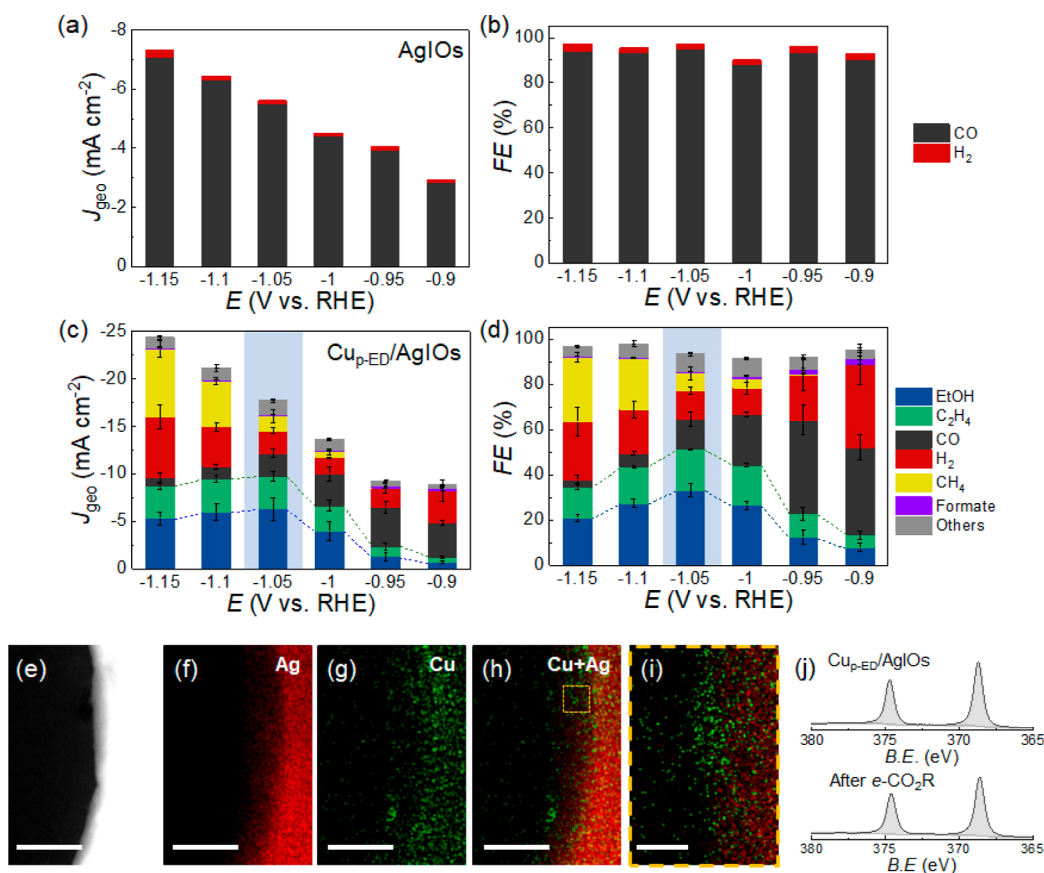 (a)
AgIOs
-8
-6
-4
-2
0
J_geo (mA cm-2)
-1.15 -1.1 -1.05 -1 -0.95 -0.9
E (V vs. RHE)
(b)
100
80
60
40
20
0
FE (%)
-1.15 -1.1 -1.05 -1 -0.95 -0.9
E (V vs. RHE)
CO
H2
(c)
Cup-ED/AgIOs
-25
-20
-15
-10
-5
0
Jgeo (mA cm-2)
-1.15 -1.1 -1.05 -1 -0.95 -0.9
E (V vs. RHE)
(d)
100
80
60
40
20
0
FE (%)
-1.15 -1.1 -1.05 -1 -0.95 -0.9
E (V vs. RHE)
EtOH
C2H4
CO
H2
CH4
Formate
Others
(e)
(f) Ag
(g) Cu
(h) Cu+Ag
(i)
(j)
Cup-ED/AgIOs
380 375 370 365
B.E. (eV)
After e-CO2R
380 375 370 365
B.E (eV)